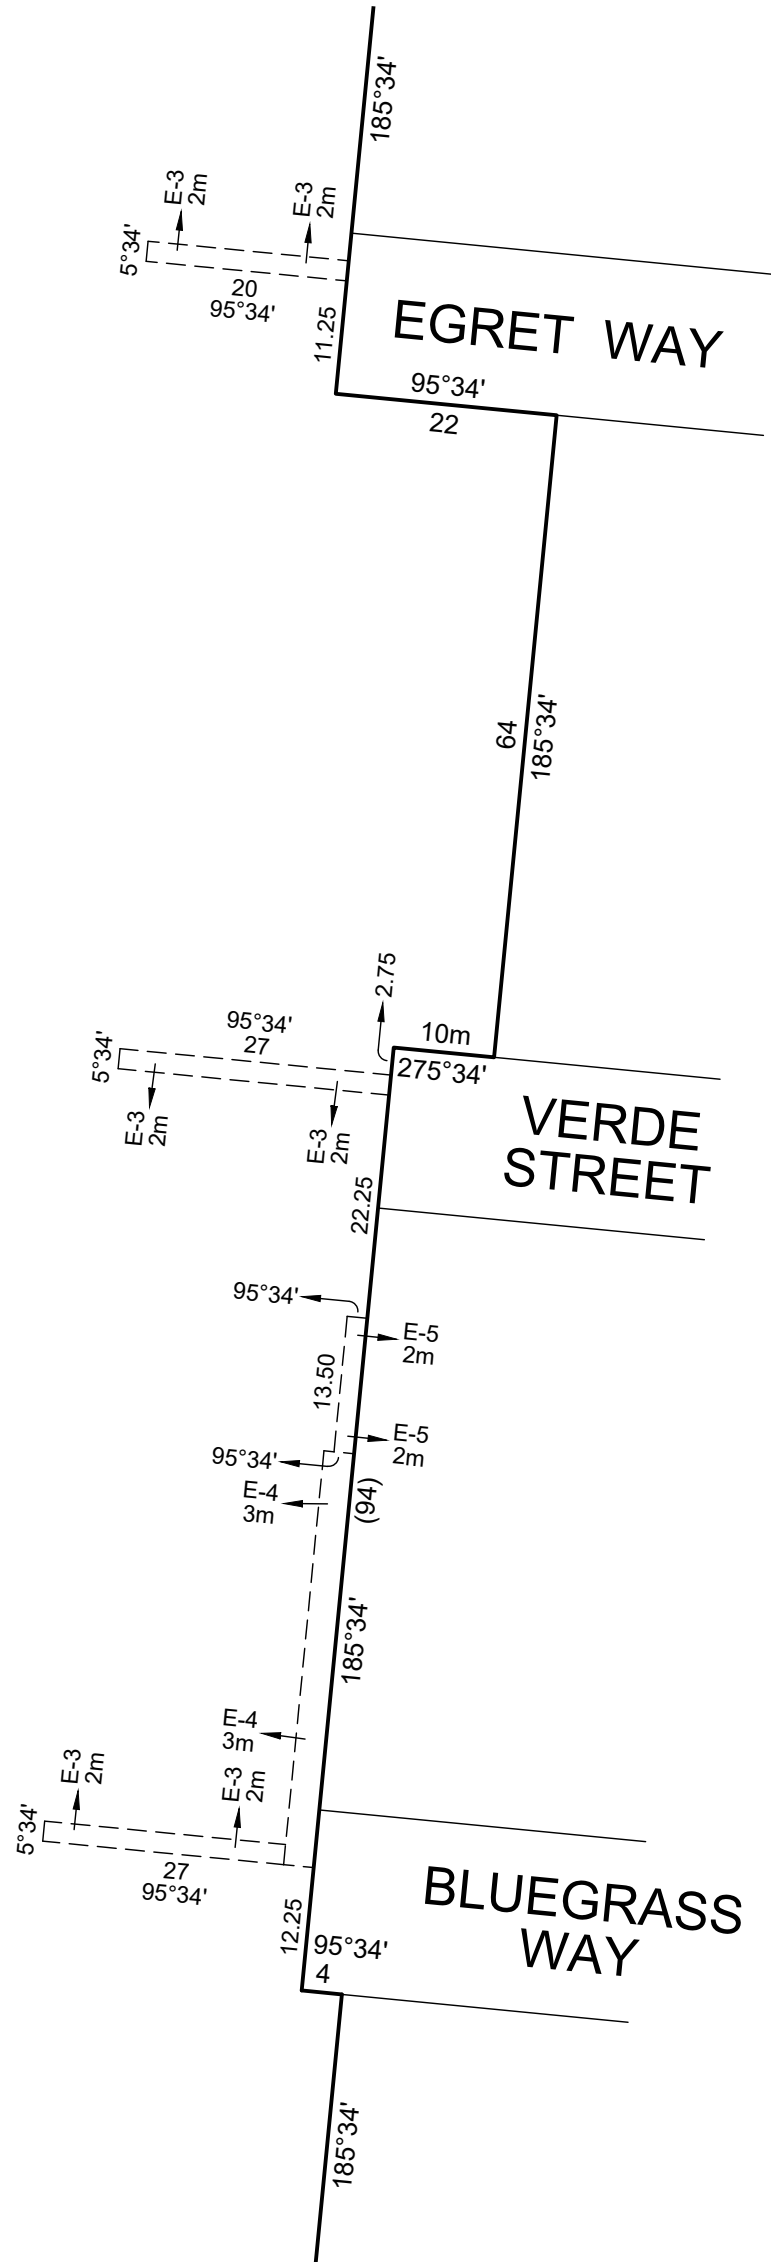 185°34'
E-3
2m
E-3
2m
5°34'
20
95°34'
11.25
EGRET WAY
95°34'
22
64
185°34'
2.75
95°34'
27
5°34'
10m
275°34'
E-3
2m
E-3
2m
VERDE
STREET
22.25
95°34'
E-5
2m
13.50
E-5
2m
95°34'
E-4
3m
(94)
185°34'
E-4
3m
E-3
2m
E-3
2m
5°34'
27
95°34'
BLUEGRASS
WAY
12.25
95°34'
4
185°34'